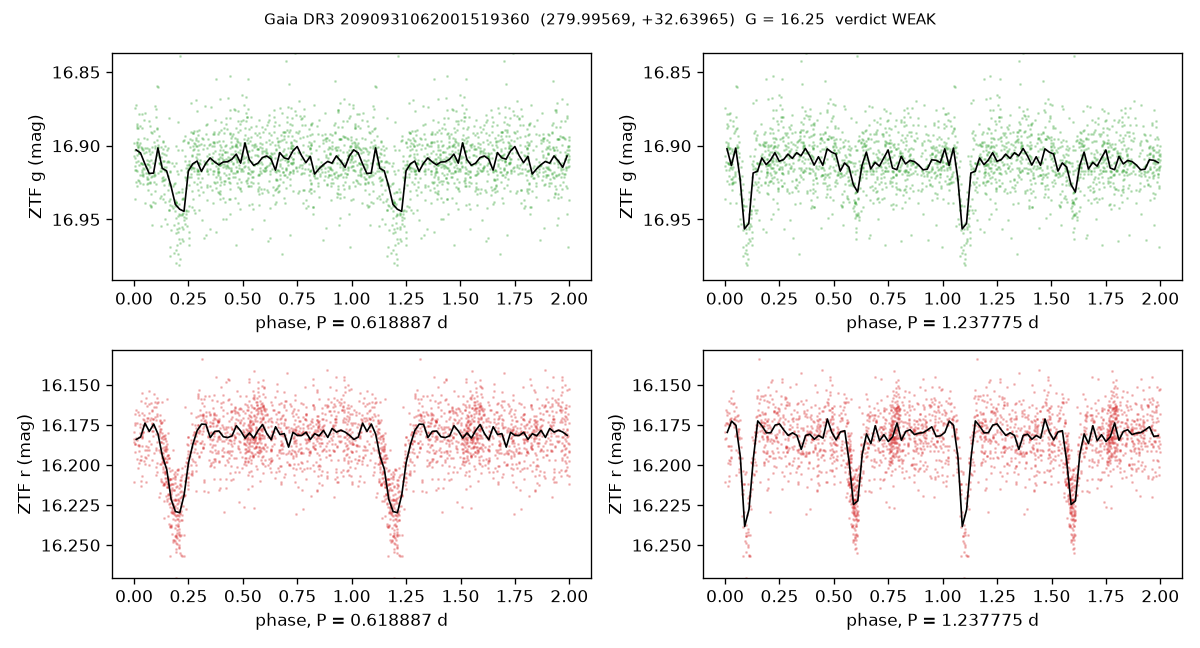 Gaia DR3 2090931062001519360 (279.99569, +32.63965) G = 16.25 verdict WEAK
ZTF g (mag)
16.85
16.90
16.95
0.00 0.25 0.50 0.75 1.00 1.25 1.50 1.75 2.00
phase, P = 0.618887 d
ZTF g (mag)
16.85
16.90
16.95
0.00 0.25 0.50 0.75 1.00 1.25 1.50 1.75 2.00
phase, P = 1.237775 d
ZTF r (mag)
16.150
16.175
16.200
16.225
16.250
0.00 0.25 0.50 0.75 1.00 1.25 1.50 1.75 2.00
phase, P = 0.618887 d
ZTF r (mag)
16.150
16.175
16.200
16.225
16.250
0.00 0.25 0.50 0.75 1.00 1.25 1.50 1.75 2.00
phase, P = 1.237775 d